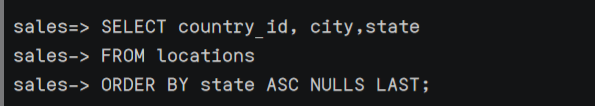 sales=> SELECT country_id, city,state
sales-> FROM locations
sales-> ORDER BY state ASC NULLS LAST;